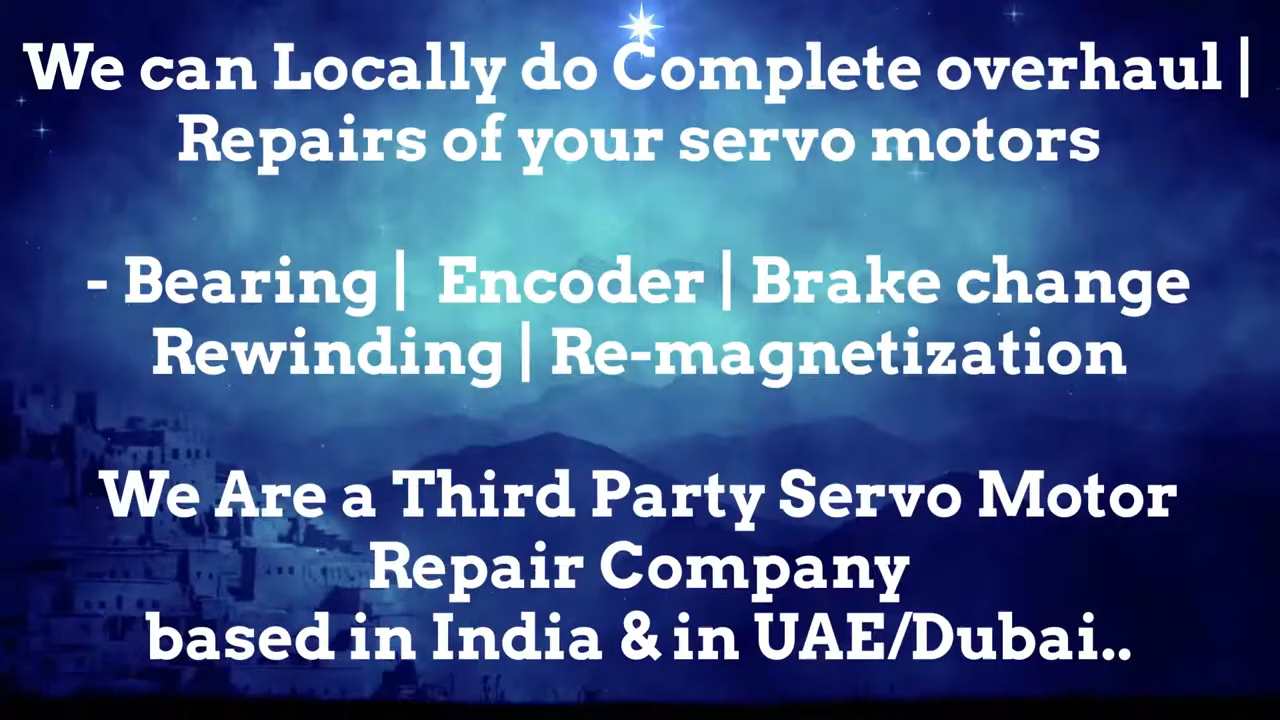 We can Locally do Complete overhaul |
Repairs of your servo motors
- Bearing | Encoder | Brake change
Rewinding | Re-magnetization
We Are a Third Party Servo Motor
Repair Company
based in India & in UAE/Dubai..